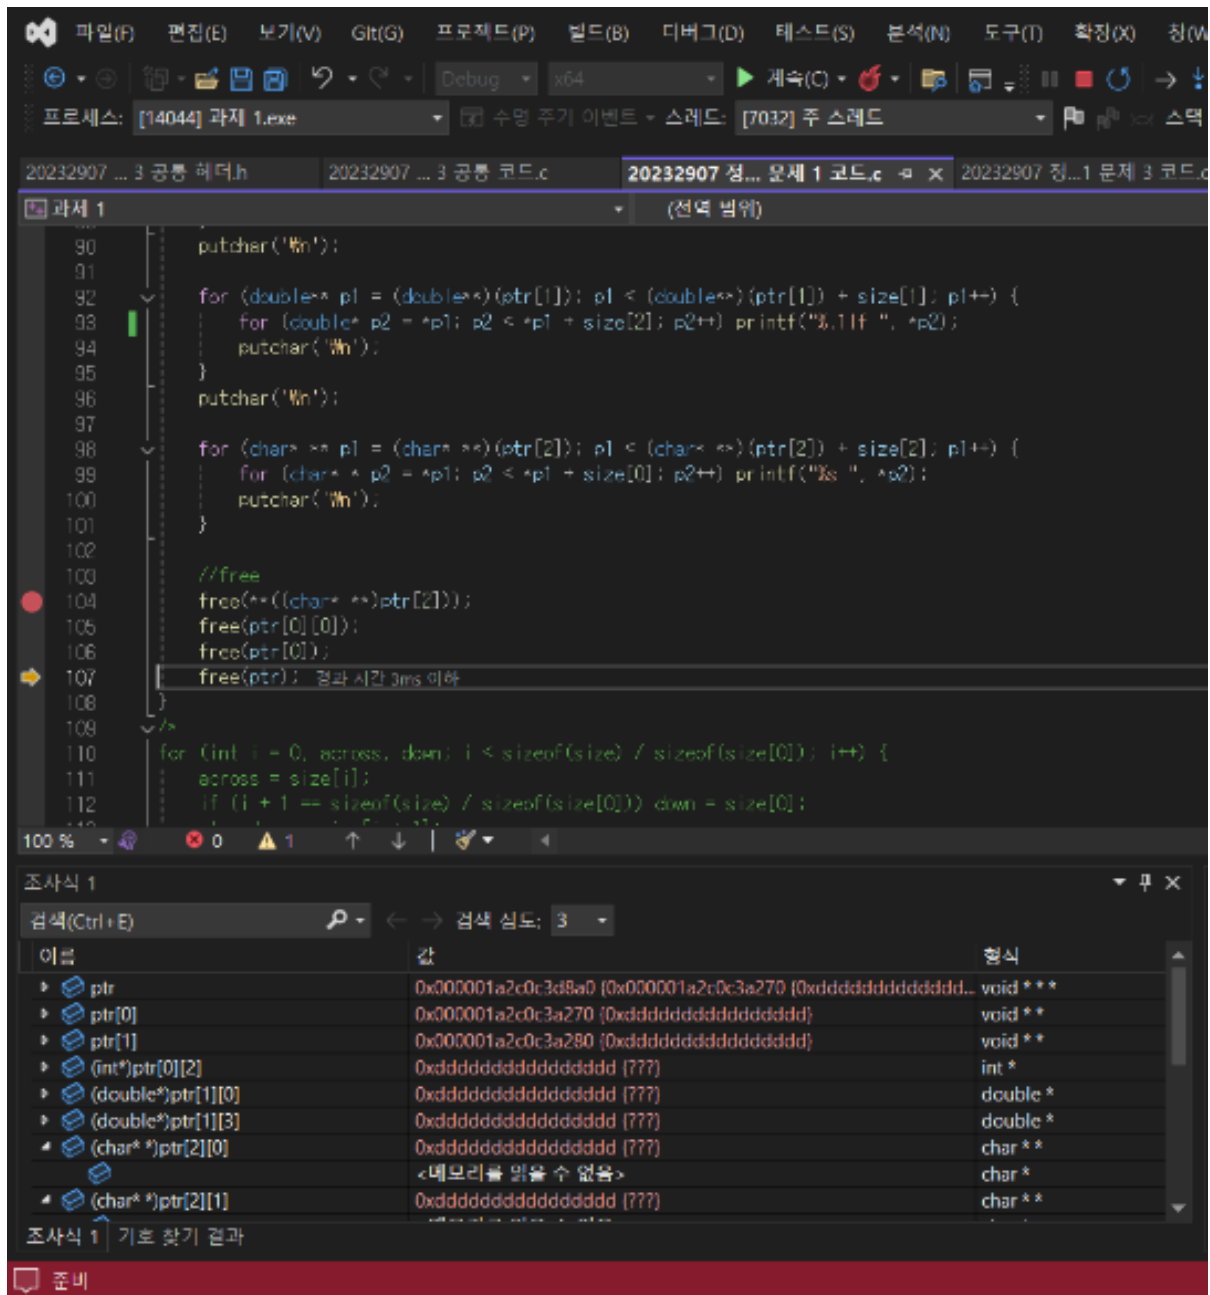 파일(F) 편집(E) 보기(V) Git(G) 프로젝트(P) 빌드(B) 디버그(D) 테스트(S) 분석(N) 도구(T) 확장(X) 창(W
Debug x64 계속(C)
프로세스: [14044] 과제 1.exe 수명 주기 이벤트 스레드: [7032] 주 스레드 스택
20232907 ... 3 공통 헤더.h 20232907 ... 3 공통 코드.c 20232907 정... 문제 1 코드.c 20232907 정...1 문제 3 코드.c
과제 1 (전역 범위)
90 putchar('₩n');
91
92 for (double** p1 = (double**)(ptr[1]); p1 < (double**)(ptr[1]) + size[1]; p1++) {
93 for (double* p2 = *p1; p2 < *p1 + size[2]; p2++) printf("%.1lf ", *p2);
94 putchar('₩n');
95 }
96 putchar('₩n');
97
98 for (char* ** p1 = (char* **)(ptr[2]); p1 < (char* **)(ptr[2]) + size[2]; p1++) {
99 for (char* * p2 = *p1; p2 < *p1 + size[0]; p2++) printf("%s ", *p2);
100 putchar('₩n');
101 }
102
103 //free
104 free(**((char* **)ptr[2]));
105 free(ptr[0][0]);
106 free(ptr[0]);
107 free(ptr); 경과 시간 3ms 이하
108 }
109 /*
110 for (int i = 0, across, down; i < sizeof(size) / sizeof(size[0]); i++) {
111 across = size[i];
112 if (i + 1 == sizeof(size) / sizeof(size[0])) down = size[0];
100 % 0 1
조사식 1
검색(Ctrl+E) 검색 심도: 3
이름 값 형식
ptr 0x000001a2c0c3d8a0 {0x000001a2c0c3a270 {0xdddddddddddddd... void * * *
ptr[0] 0x000001a2c0c3a270 {0xdddddddddddddddd} void * *
ptr[1] 0x000001a2c0c3a280 {0xdddddddddddddddd} void * *
(int*)ptr[0][2] 0xdddddddddddddddd {???} int *
(double*)ptr[1][0] 0xdddddddddddddddd {???} double *
(double*)ptr[1][3] 0xdddddddddddddddd {???} double *
(char* *)ptr[2][0] 0xdddddddddddddddd {???} char * *
<메모리를 읽을 수 없음> char *
(char* *)ptr[2][1] 0xdddddddddddddddd {???} char * *
조사식 1 기호 찾기 결과
준비